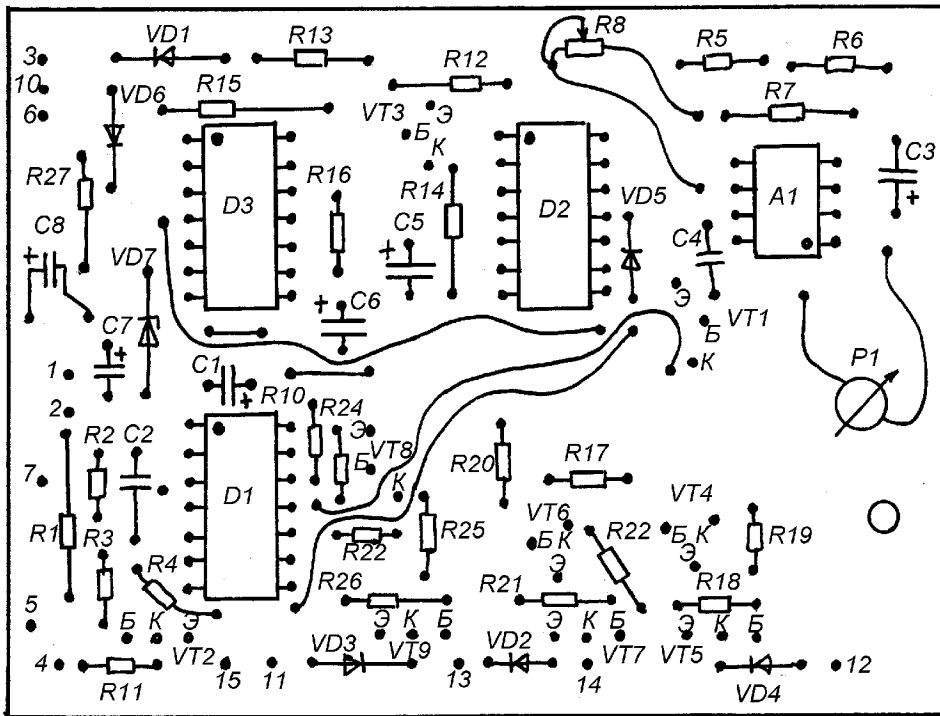 3 VD1 R13 R8 R5 R6
10 VD6 R15 R12 R7
6 VT3 Э Б К C3
R27 R16 R14 D3 D2 VD5 A1
C8 + C5 + C4 +
VD7 Э VT1
C7 + C6 + Б
1 C1 + К P1
2 R10 R24 Э
R2 C2 VT8 R20 R17
7 D1 Б К VT4
R1 R3 R4 R22 R25 VT6 Б К Э R22 Б К Э R19
5 R26 R21 R18
Б К Э Э К Б Э К Б Э К Б
4 R11 VT2 15 11 VD3 VT9 13 VD2 14 VT7 VT5 VD4 12